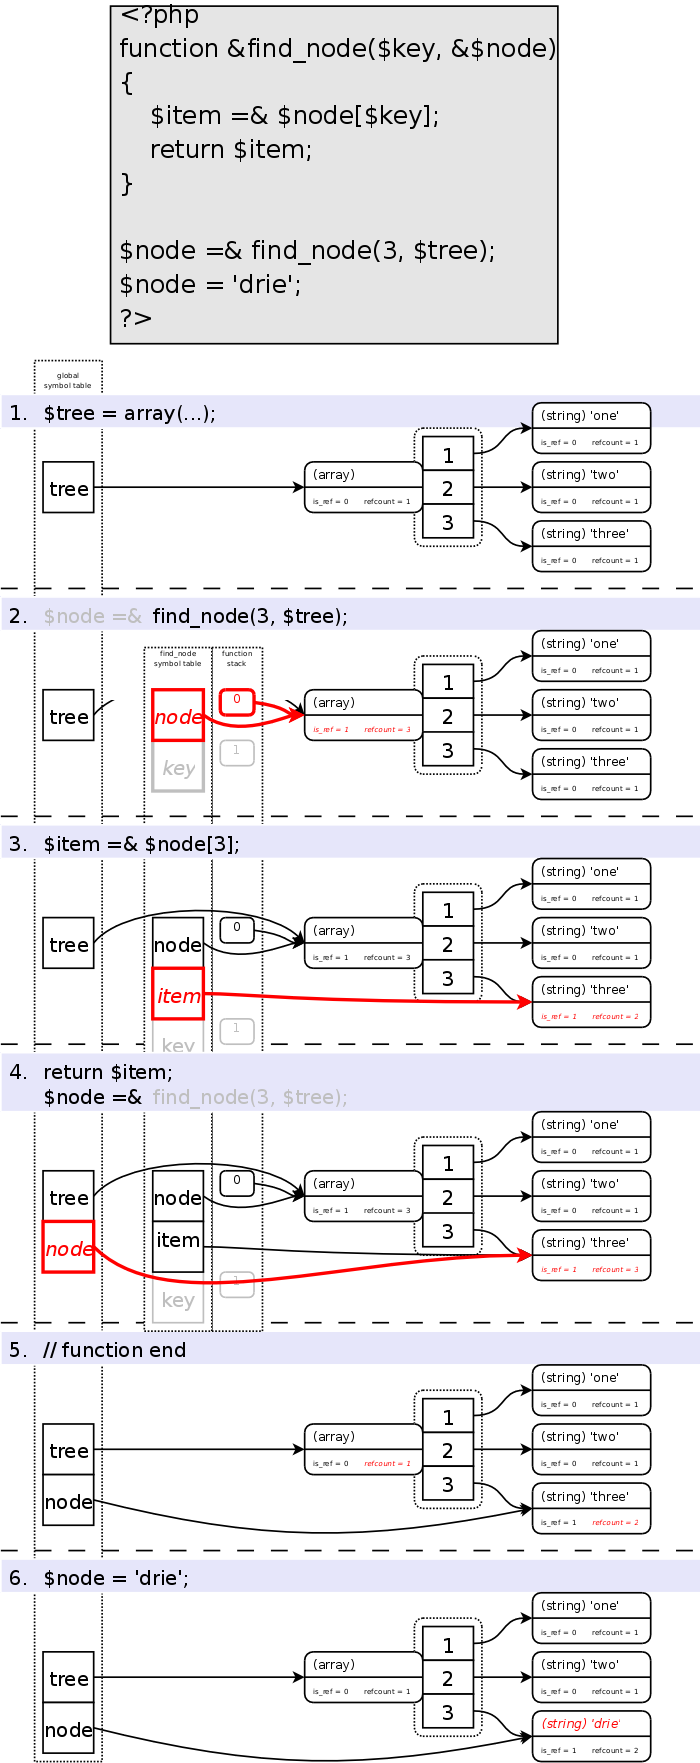 <?php
function &find_node($key, &$node)
{
    $item =& $node[$key];
    return $item;
}
$node =& find_node(3, $tree);
$node = 'drie';
?>
global
symbol table
1. $tree = array(...);
(string) 'one'
is_ref = 0 refcount = 1
1
tree
(array)
is_ref = 0 refcount = 1
2
(string) 'two'
is_ref = 0 refcount = 1
3
(string) 'three'
is_ref = 0 refcount = 1
2. $node =& find_node(3, $tree);
find_node
symbol table
function
stack
(string) 'one'
is_ref = 0 refcount = 1
1
tree
node
0
(array)
is_ref = 1 refcount = 3
2
(string) 'two'
is_ref = 0 refcount = 1
key
1
3
(string) 'three'
is_ref = 0 refcount = 1
3. $item =& $node[3];
(string) 'one'
is_ref = 0 refcount = 1
1
tree
node
0
(array)
is_ref = 1 refcount = 3
2
(string) 'two'
is_ref = 0 refcount = 1
item
3
(string) 'three'
is_ref = 1 refcount = 2
key
1
4. return $item;
$node =& find_node(3, $tree);
(string) 'one'
is_ref = 0 refcount = 1
1
tree
node
0
(array)
is_ref = 1 refcount = 3
2
(string) 'two'
is_ref = 0 refcount = 1
node
item
3
(string) 'three'
is_ref = 1 refcount = 3
key
1
5. // function end
(string) 'one'
is_ref = 0 refcount = 1
1
tree
(array)
is_ref = 0 refcount = 1
2
(string) 'two'
is_ref = 0 refcount = 1
node
3
(string) 'three'
is_ref = 1 refcount = 2
6. $node = 'drie';
(string) 'one'
is_ref = 0 refcount = 1
1
tree
(array)
is_ref = 0 refcount = 1
2
(string) 'two'
is_ref = 0 refcount = 1
node
3
(string) 'drie'
is_ref = 1 refcount = 2